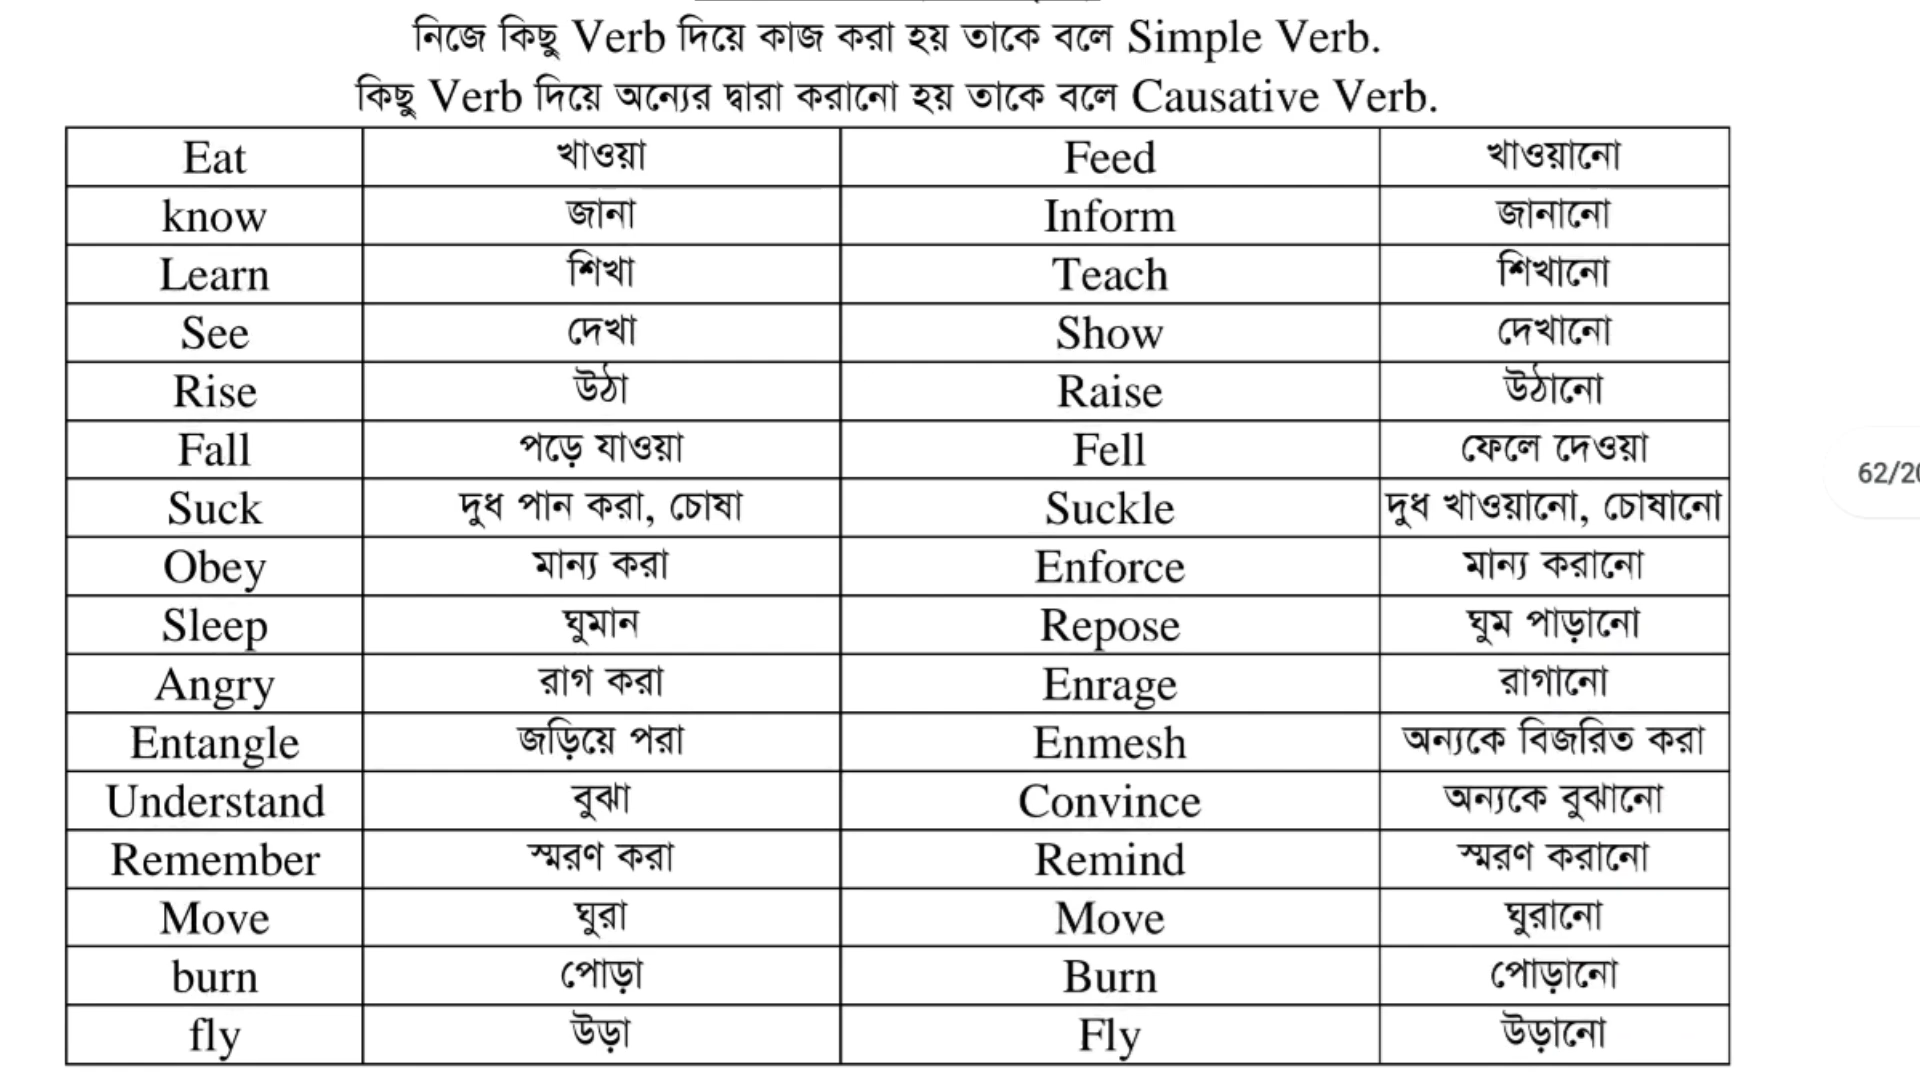 নিজে কিছু Verb দিয়ে কাজ করা হয় তাকে বলে Simple Verb.
কিছু Verb দিয়ে অন্যের দ্বারা করানো হয় তাকে বলে Causative Verb.
Eat খাওয়া Feed খাওয়ানো
know জানা Inform জানানো
Learn শিখা Teach শিখানো
See দেখা Show দেখানো
Rise উঠা Raise উঠানো
Fall পড়ে যাওয়া Fell ফেলে দেওয়া
Suck দুধ পান করা, চোষা Suckle দুধ খাওয়ানো, চোষানো
Obey মান্য করা Enforce মান্য করানো
Sleep ঘুমান Repose ঘুম পাড়ানো
Angry রাগ করা Enrage রাগানো
Entangle জড়িয়ে পরা Enmesh অন্যকে বিজরিত করা
Understand বুঝা Convince অন্যকে বুঝানো
Remember স্মরণ করা Remind স্মরণ করানো
Move ঘুরা Move ঘুরানো
burn পোড়া Burn পোড়ানো
fly উড়া Fly উড়ানো